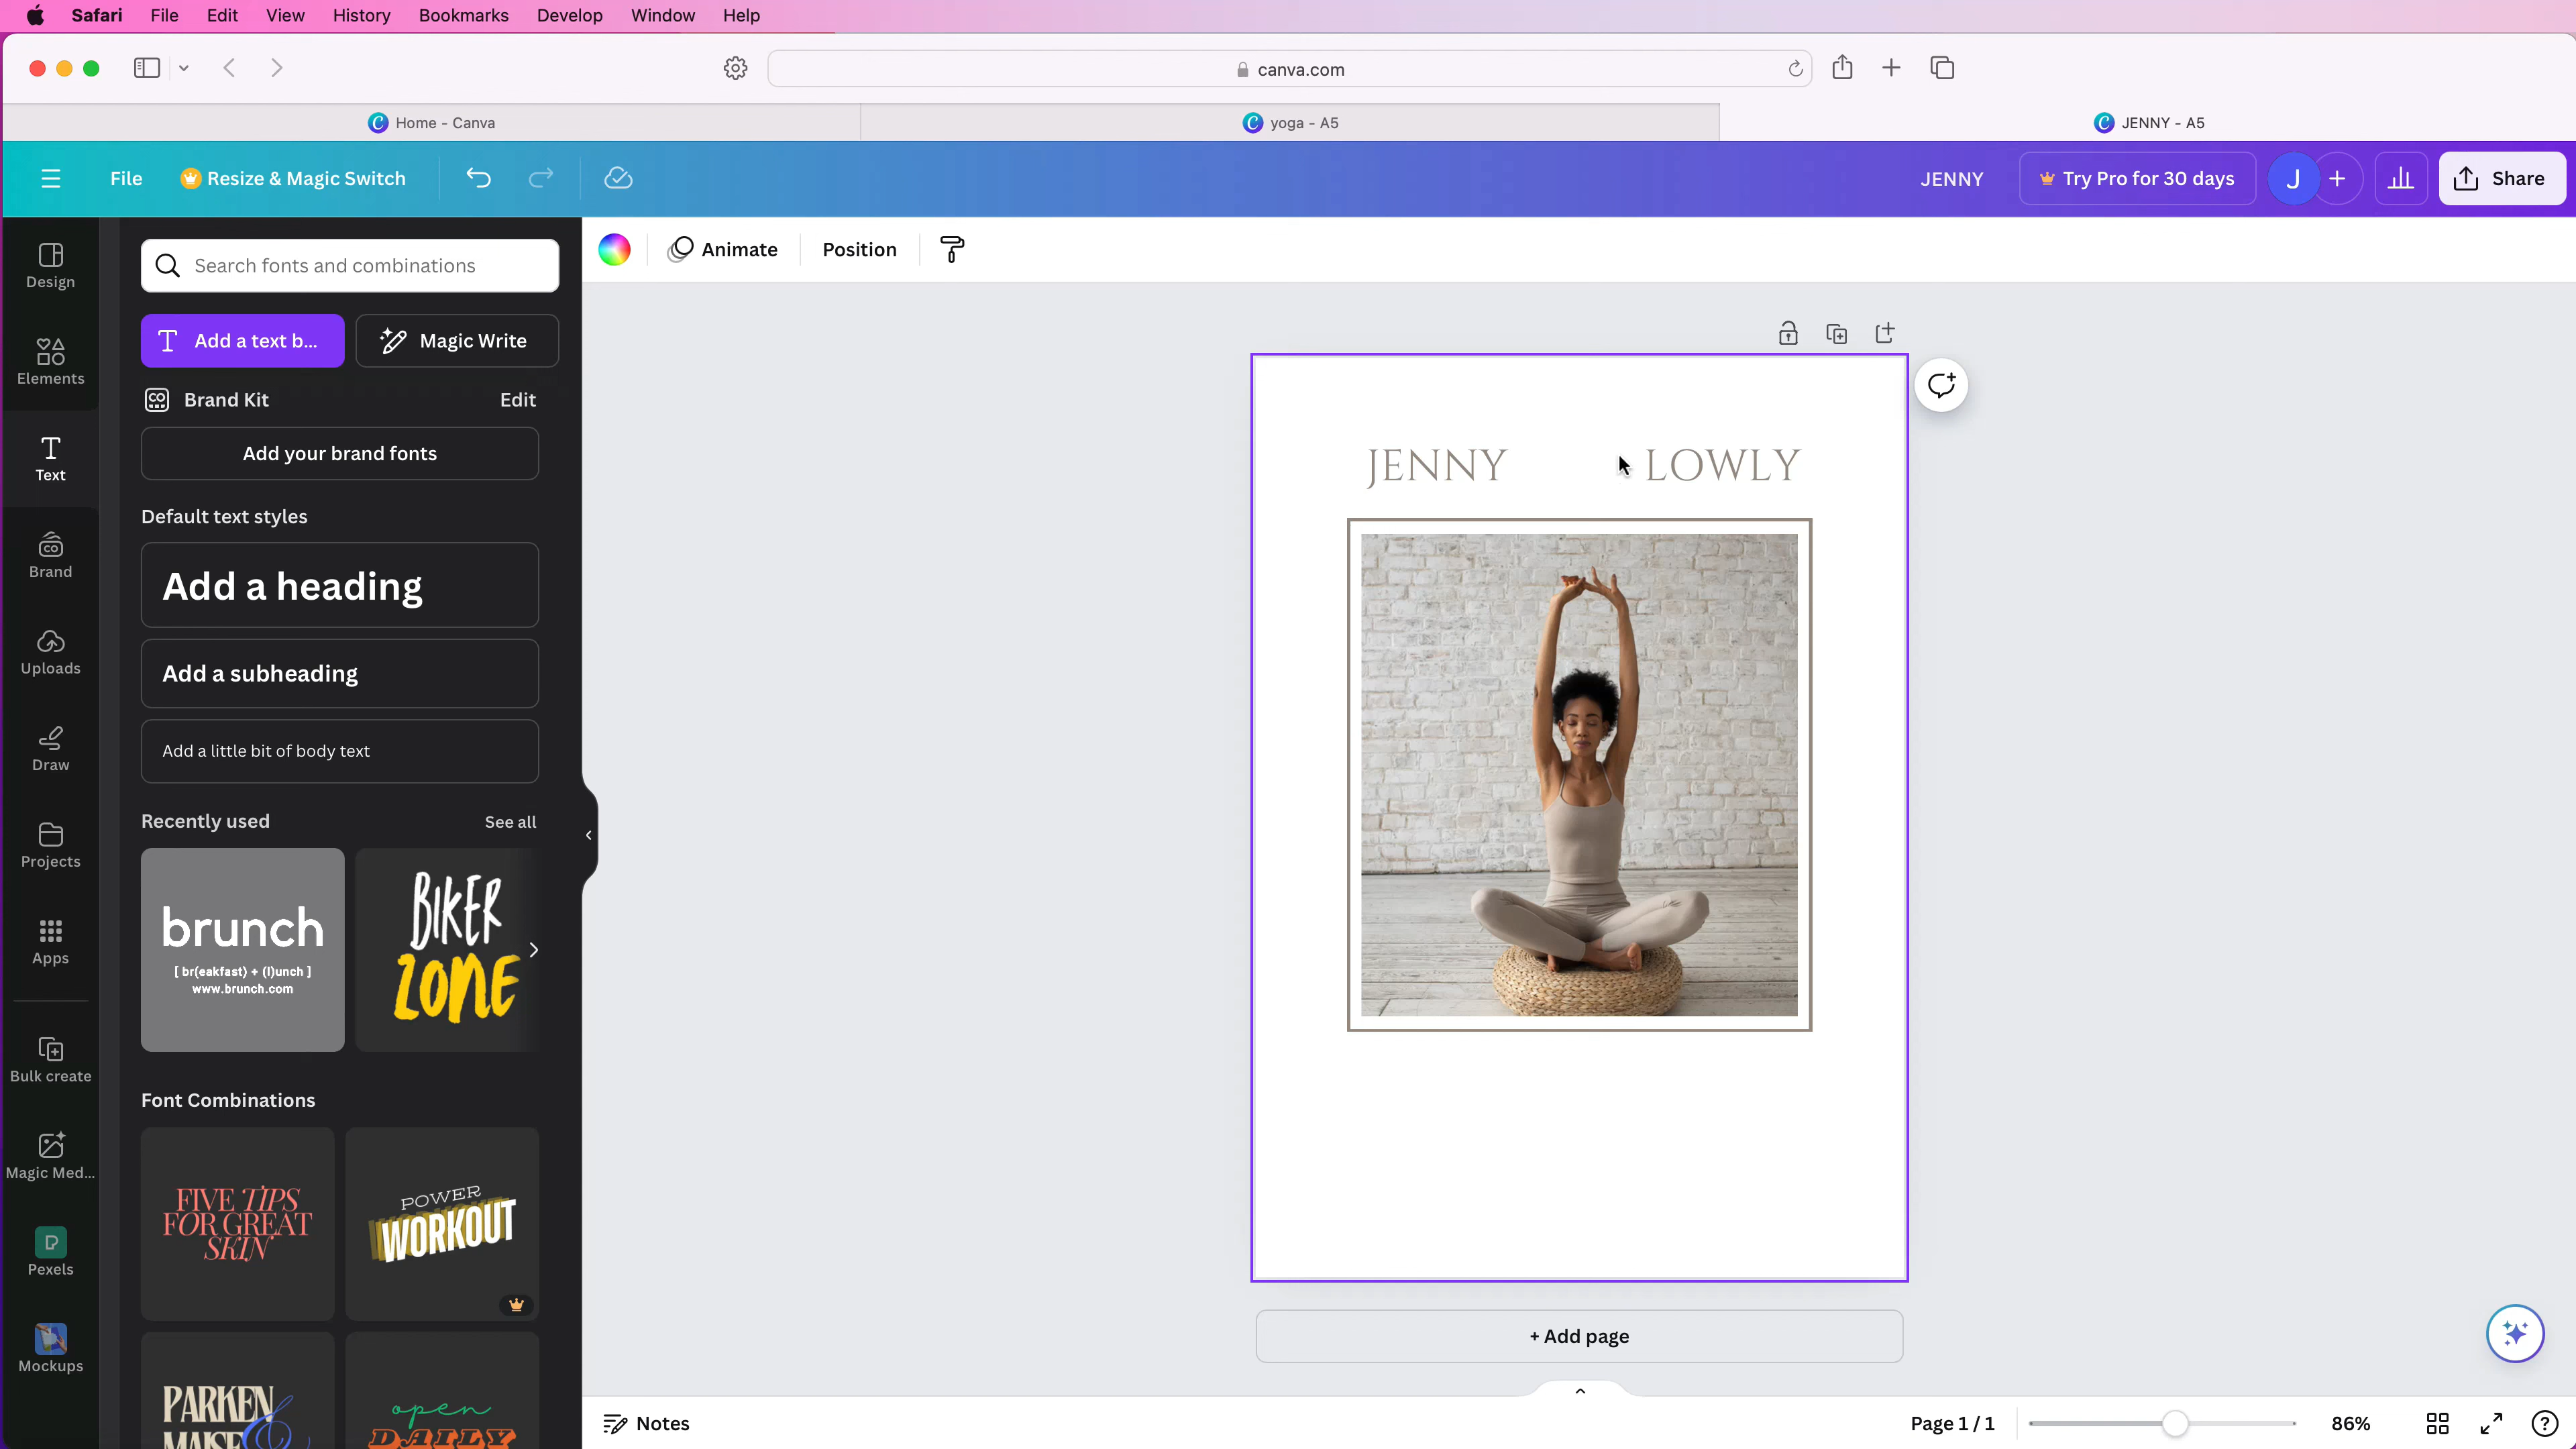 Safari File Edit View History Bookmarks Develop Window Help
canva.com
Home - Canva
yoga - A5
JENNY - A5
File
Resize & Magic Switch
JENNY
Try Pro for 30 days
J
Share
Design
Elements
Text
Brand
Uploads
Draw
Projects
Apps
Bulk create
Magic Med...
Pexels
Mockups
Search fonts and combinations
Add a text b...
Magic Write
Brand Kit
Edit
Add your brand fonts
Default text styles
Add a heading
Add a subheading
Add a little bit of body text
Recently used
See all
brunch
[ br(eakfast) + (l)unch ]
www.brunch.com
BIKER
ZONE
Font Combinations
FIVE TIPS
FOR GREAT
SKIN
POWER
WORKOUT
PARKEN
&
MAISE
open
DAILY
Animate
Position
JENNY LOWLY
+ Add page
Notes
Page 1 / 1
86%